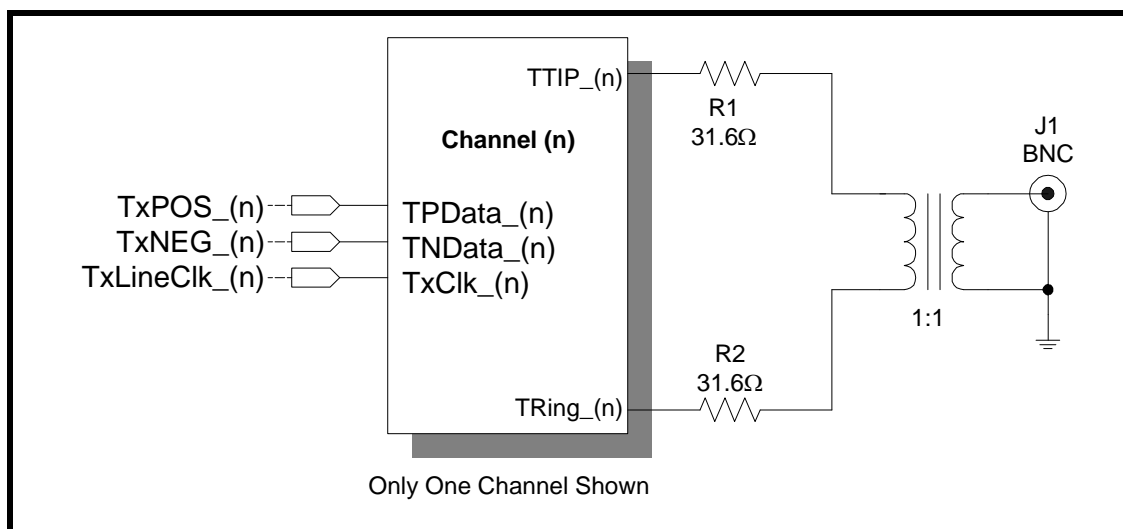 TTIP_(n)
R1
31.6Ω
J1
BNC
Channel (n)
TxPOS_(n)
TPData_(n)
TxNEG_(n)
TNData_(n)
TxLineClk_(n)
TxClk_(n)
1:1
R2
31.6Ω
TRing_(n)
Only One Channel Shown